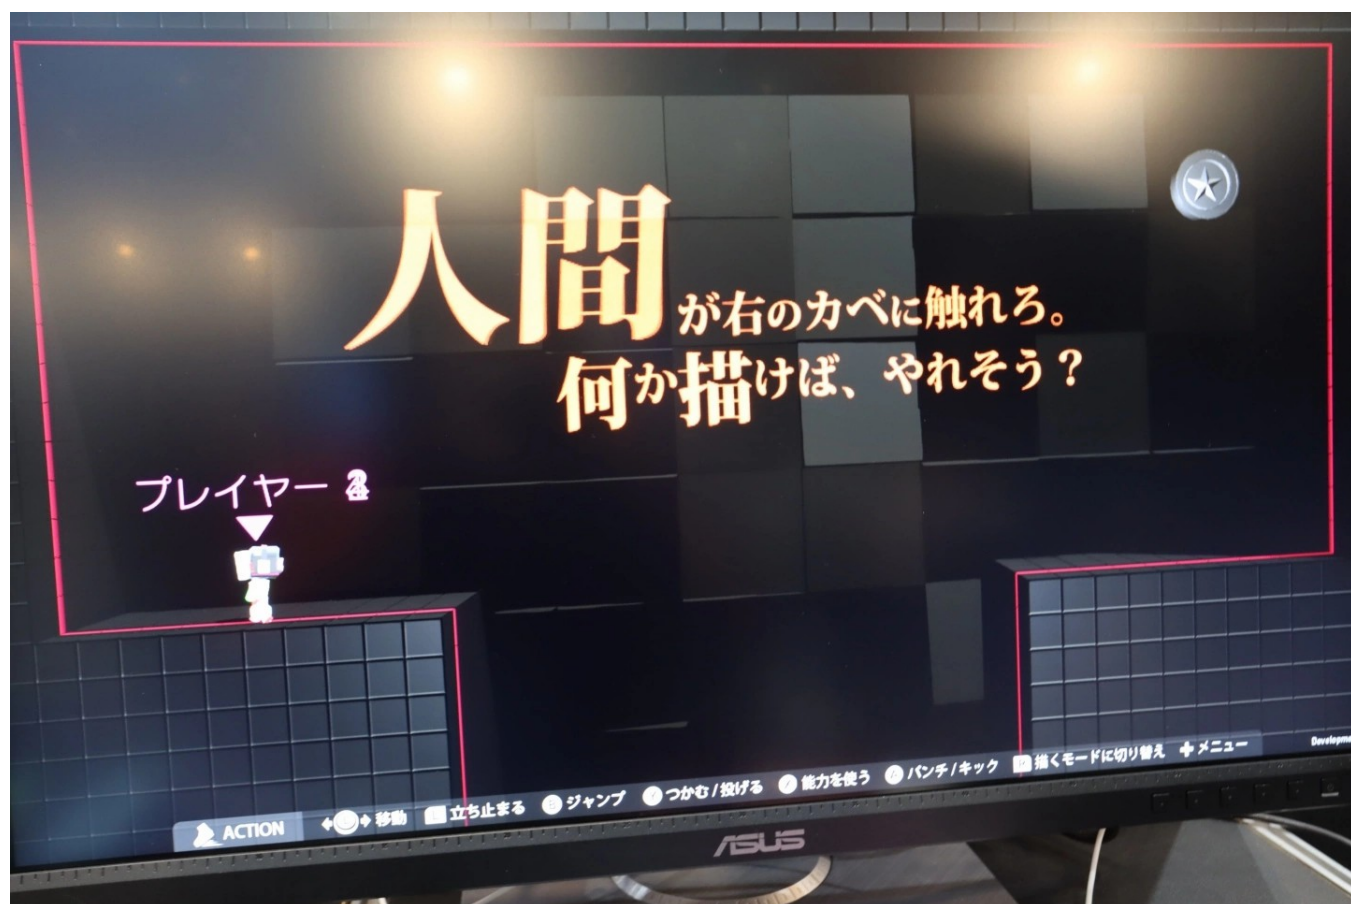 人間が右のカベに触れろ。
何か描けば、やれそう？
プレイヤー
ACTION 移動 立ち止まる ジャンプ つかむ/投げる 能力を使う パンチ/キック 描くモードに切り替え メニュー
ASUS